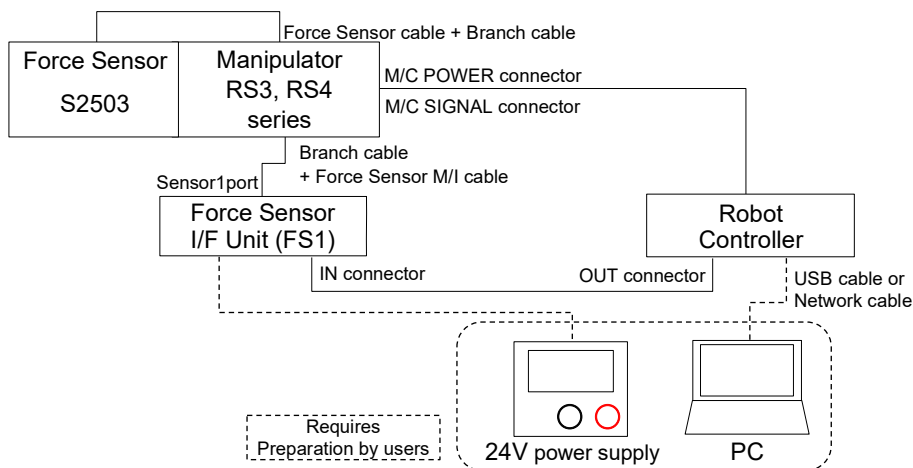 Force Sensor cable + Branch cable
Force Sensor
S2503
Manipulator
RS3, RS4
series
M/C POWER connector
M/C SIGNAL connector
Branch cable
+ Force Sensor M/I cable
Sensor1port
Force Sensor
I/F Unit (FS1)
Robot
Controller
IN connector
OUT connector
USB cable or
Network cable
Requires
Preparation by users
24V power supply
PC